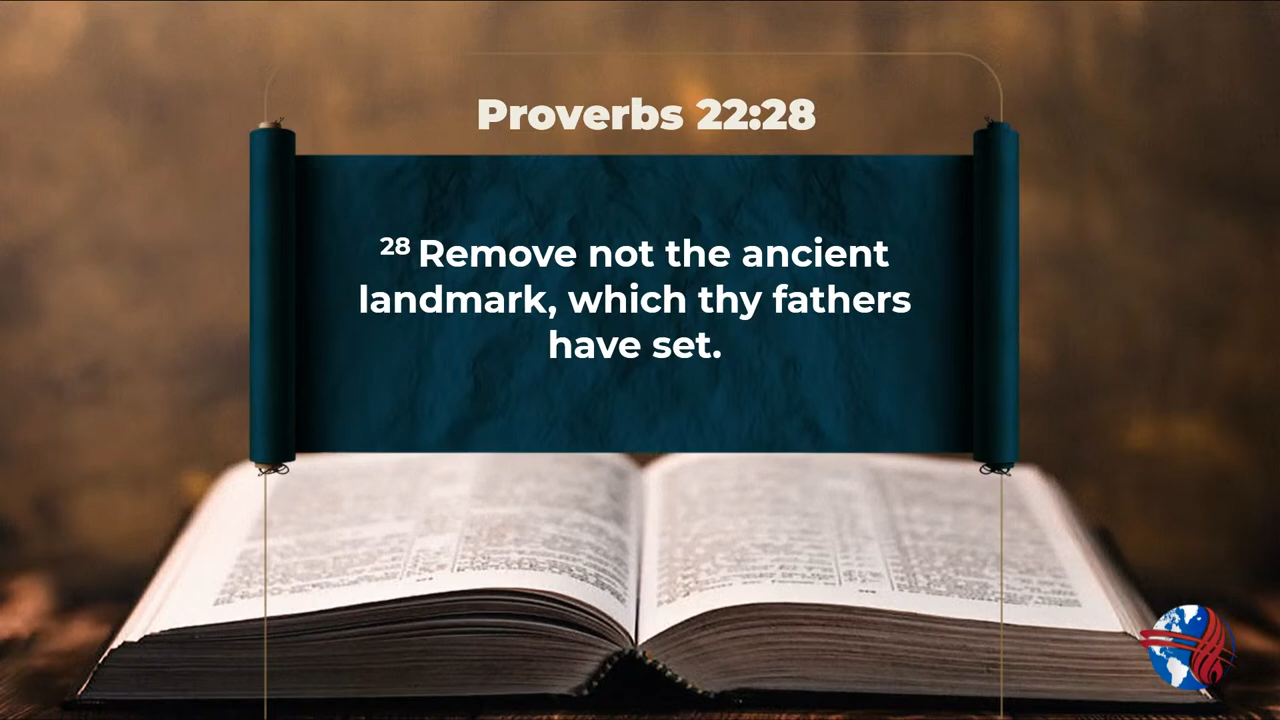 Proverbs 22:28
28 Remove not the ancient
landmark, which thy fathers
have set.